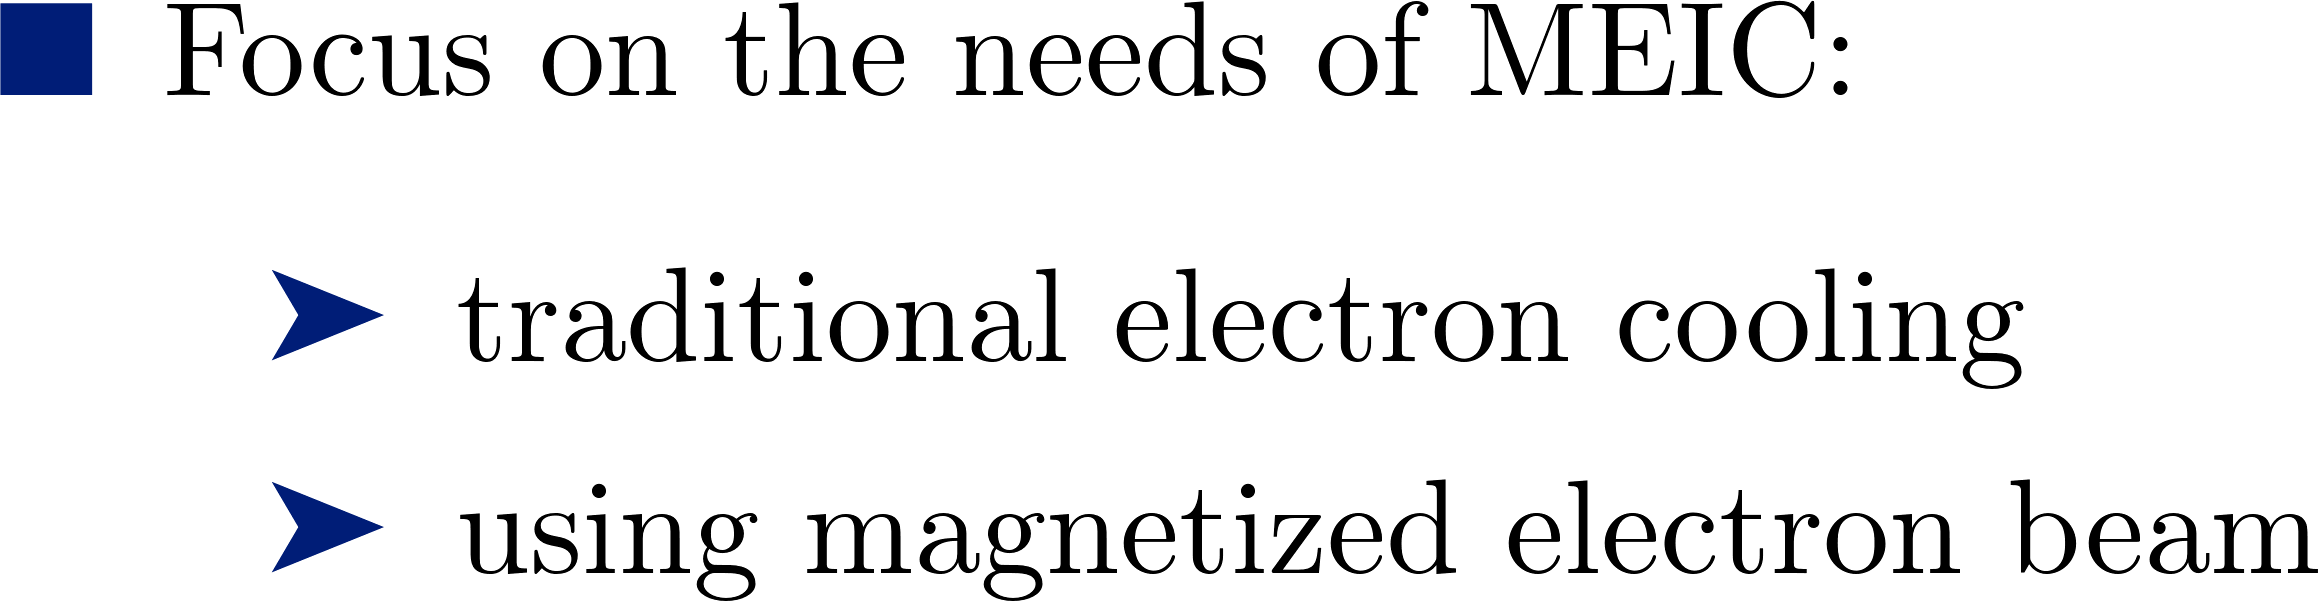 Focus on the needs of MEIC:
traditional electron cooling
using magnetized electron beam